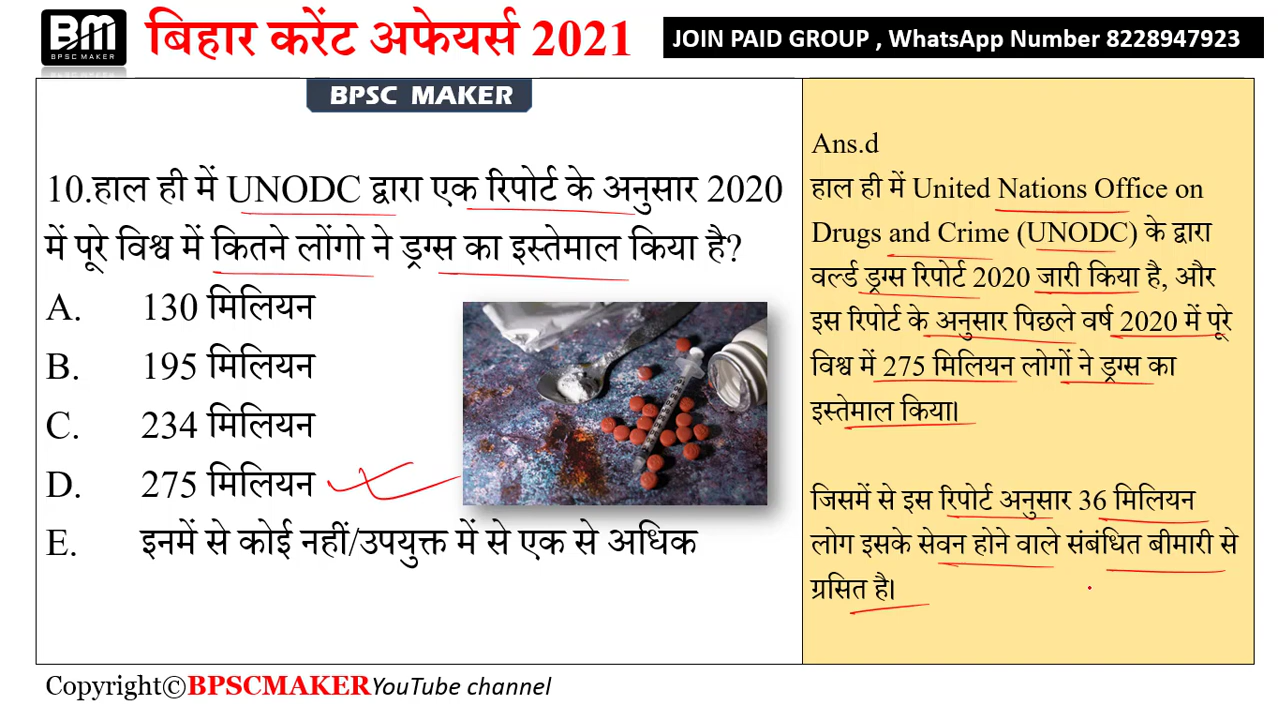 BM
BPSC MAKER
बिहार करेंट अफेयर्स 2021
JOIN PAID GROUP , WhatsApp Number 8228947923
BPSC MAKER
10.हाल ही में UNODC द्वारा एक रिपोर्ट के अनुसार 2020
में पूरे विश्व में कितने लोंगो ने ड्रग्स का इस्तेमाल किया है?
A. 130 मिलियन
B. 195 मिलियन
C. 234 मिलियन
D. 275 मिलियन
E. इनमें से कोई नहीं/उपयुक्त में से एक से अधिक
Ans.d
हाल ही में United Nations Office on
Drugs and Crime (UNODC) के द्वारा
वर्ल्ड ड्रग्स रिपोर्ट 2020 जारी किया है, और
इस रिपोर्ट के अनुसार पिछले वर्ष 2020 में पूरे
विश्व में 275 मिलियन लोगों ने ड्रग्स का
इस्तेमाल किया।
जिसमें से इस रिपोर्ट अनुसार 36 मिलियन
लोग इसके सेवन होने वाले संबंधित बीमारी से
ग्रसित है।
Copyright©BPSCMAKERYouTube channel